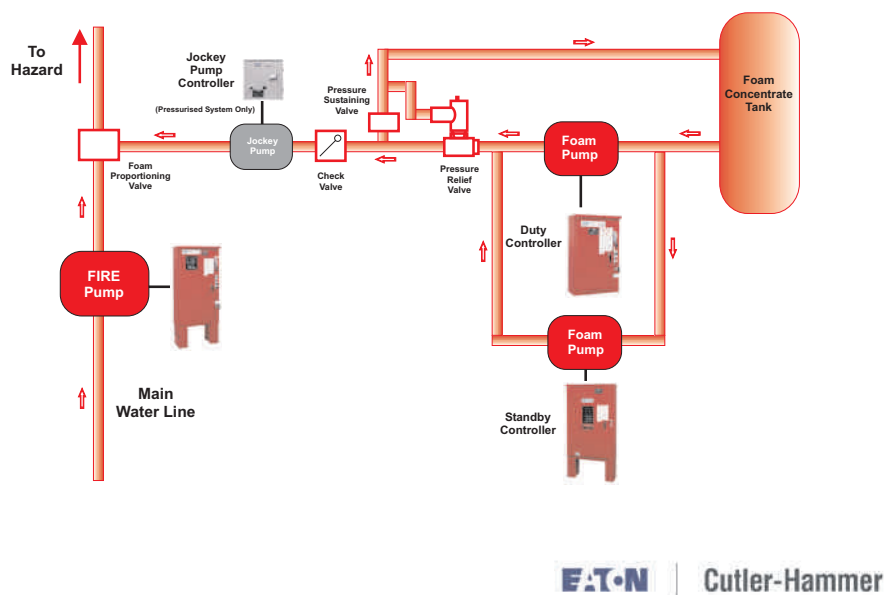 To
Hazard
Jockey
Pump
Controller
(Pressurised System Only)
Pressure
Sustaining
Valve
Foam
Concentrate
Tank
Jockey
Pump
Foam
Pump
Foam
Proportioning
Valve
Check
Valve
Pressure
Relief
Valve
Duty
Controller
FIRE
Pump
Foam
Pump
Main
Water Line
Standby
Controller
EATON
Cutler-Hammer